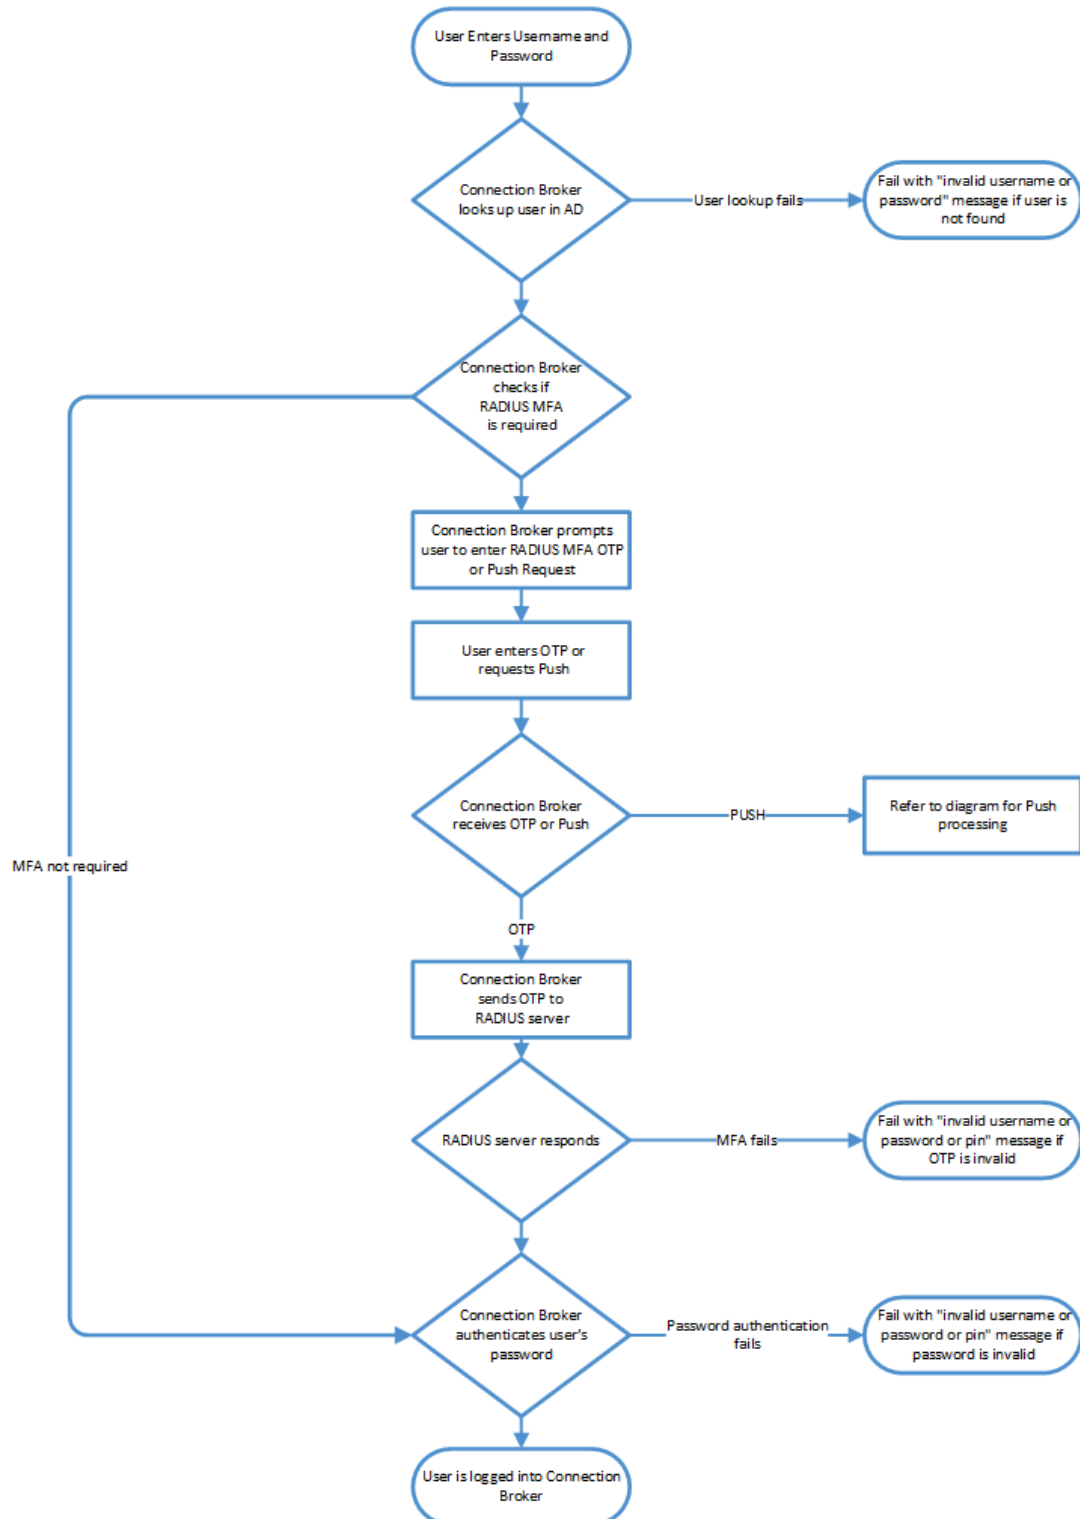 User Enters Username and
Password
Connection Broker
looks up user in AD
User lookup fails
Fail with "invalid username or
password" message if user is
not found
Connection Broker
checks if
RADIUS MFA
is required
Connection Broker prompts
user to enter RADIUS MFA OTP
or Push Request
User enters OTP or
requests Push
Connection Broker
receives OTP or Push
PUSH
Refer to diagram for Push
processing
MFA not required
OTP
Connection Broker
sends OTP to
RADIUS server
RADIUS server responds
MFA fails
Fail with "invalid username or
password or pin" message if
OTP is invalid
Connection Broker
authenticates user's
password
Password authentication
fails
Fail with "invalid username or
password or pin" message if
password is invalid
User is logged into Connection
Broker